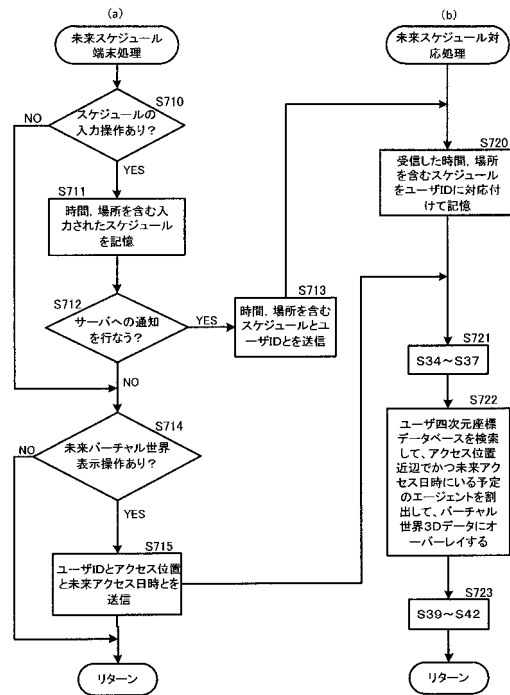 (a)
未来スケジュール
端末処理
S710
スケジュールの
入力操作あり？
NO
YES
S711
時間，場所を含む入
力されたスケジュール
を記憶
S712
サーバへの通知
を行なう？
YES
NO
S713
時間，場所を含む
スケジュールとユ
ーザIDとを送信
S714
未来バーチャル世界
表示操作あり？
NO
YES
S715
ユーザIDとアクセス位置
と未来アクセス日時とを
送信
リターン
(b)
未来スケジュール対
応処理
S720
受信した時間，場所
を含むスケジュール
をユーザIDに対応付
けて記憶
S721
S34～S37
S722
ユーザ四次元座標
データベースを検索
して、アクセス位置
近辺でかつ未来アク
セス日時にいる予定
のエージェントを割
出して、バーチャル
世界3Dデータにオ
ーバーレイする
S723
S39～S42
リターン